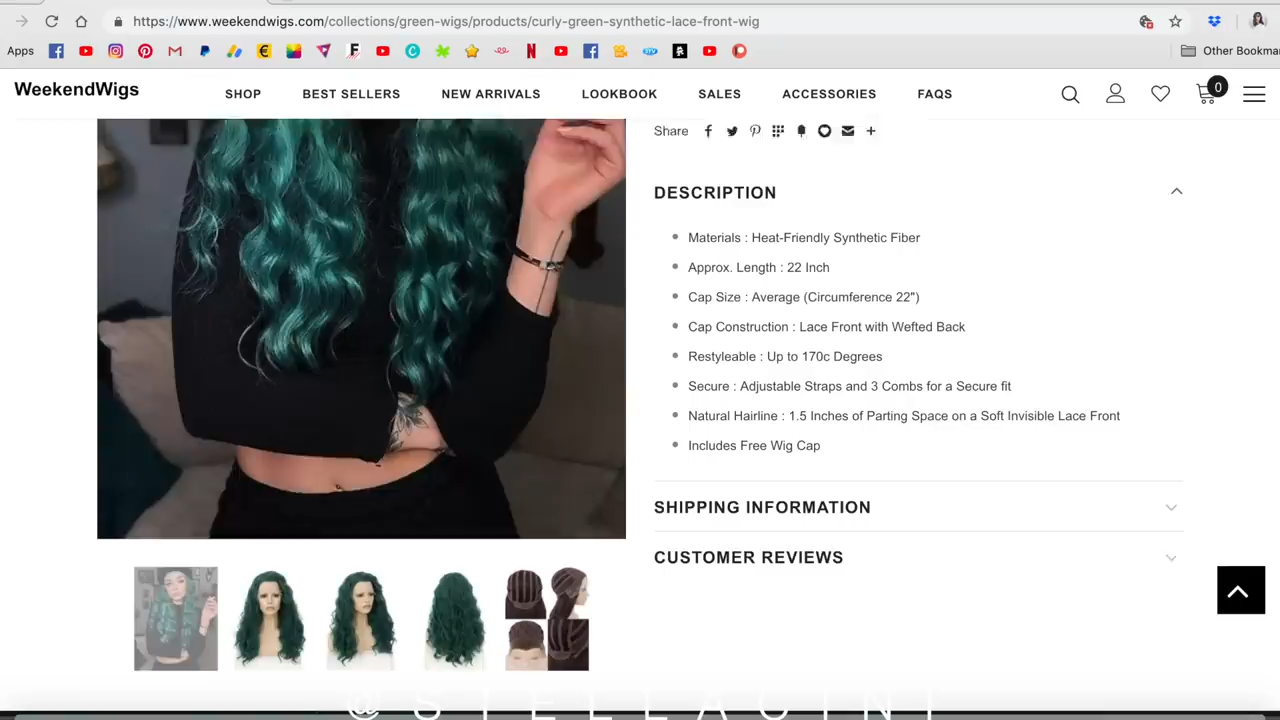 https://www.weekendwigs.com/collections/green-wigs/products/curly-green-synthetic-lace-front-wig
Apps
Other Bookmar
WeekendWigs
SHOP
BEST SELLERS
NEW ARRIVALS
LOOKBOOK
SALES
ACCESSORIES
FAQS
0
Share
DESCRIPTION
Materials : Heat-Friendly Synthetic Fiber
Approx. Length : 22 Inch
Cap Size : Average (Circumference 22")
Cap Construction : Lace Front with Wefted Back
Restyleable : Up to 170c Degrees
Secure : Adjustable Straps and 3 Combs for a Secure fit
Natural Hairline : 1.5 Inches of Parting Space on a Soft Invisible Lace Front
Includes Free Wig Cap
SHIPPING INFORMATION
CUSTOMER REVIEWS